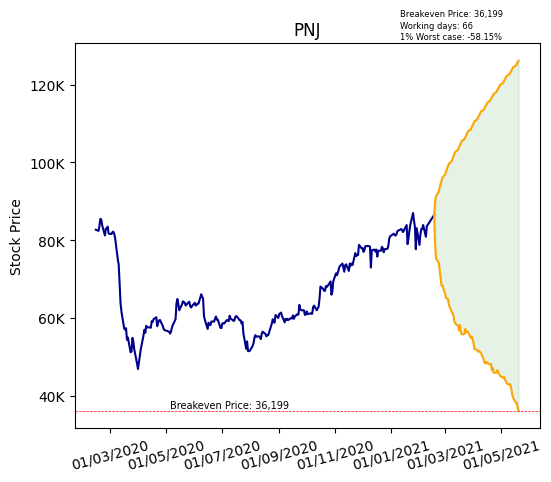 Breakeven Price: 36,199
Working days: 66
1% Worst case: -58.15%
PNJ
Stock Price
120K
100K
80K
60K
40K
Breakeven Price: 36,199
01/03/2020
01/05/2020
01/07/2020
01/09/2020
01/11/2020
01/01/2021
01/03/2021
01/05/2021